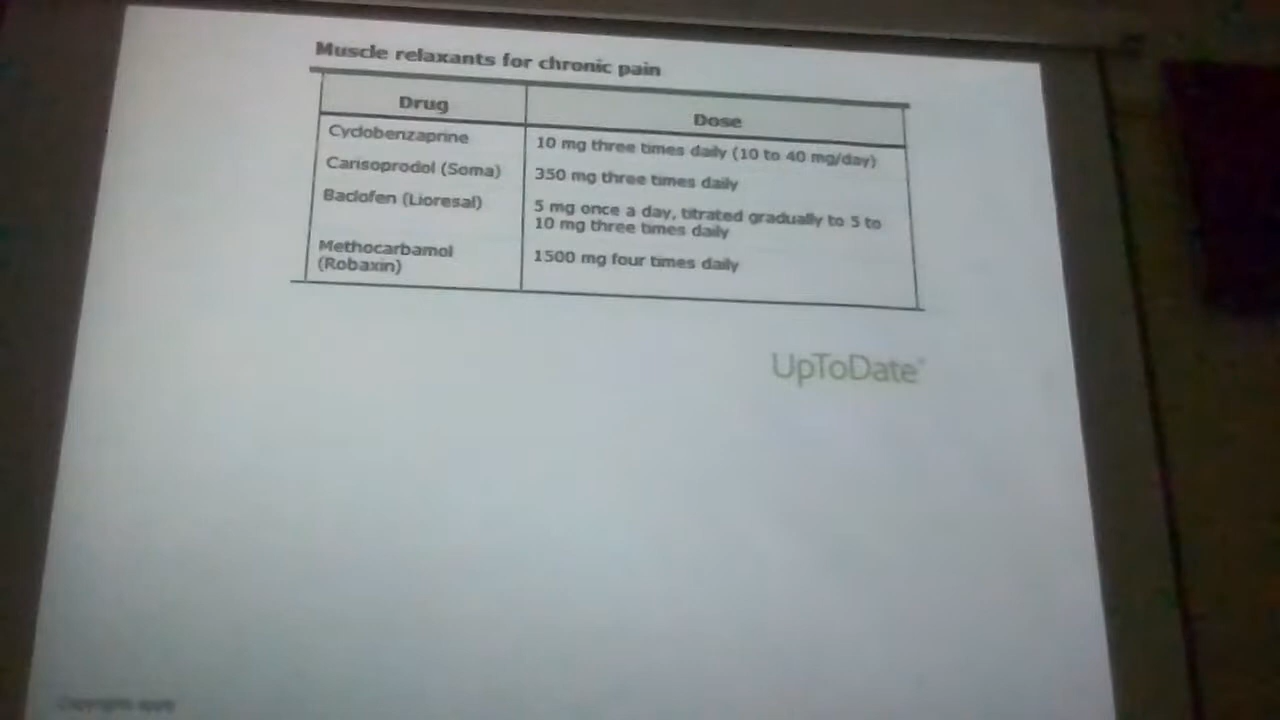 Muscle relaxants for chronic pain
Drug
Dose
Cyclobenzaprine
10 mg three times daily (10 to 40 mg/day)
Carisoprodol (Soma)
350 mg three times daily
Baclofen (Lioresal)
5 mg once a day, titrated gradually to 5 to
10 mg three times daily
Methocarbamol
(Robaxin)
1500 mg four times daily
UpToDate®
Copyrights apply